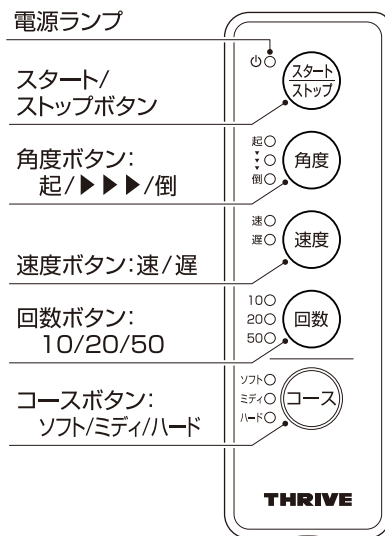 電源ランプ
スタート/
ストップボタン
角度ボタン:
起/▶▶▶/倒
速度ボタン:速/遅
回数ボタン:
10/20/50
コースボタン:
ソフト/ミディ/ハード
スタート
ストップ
起
倒
角度
速
遅
速度
10
20
50
回数
ソフト
ミディ
ハード
コース
THRIVE